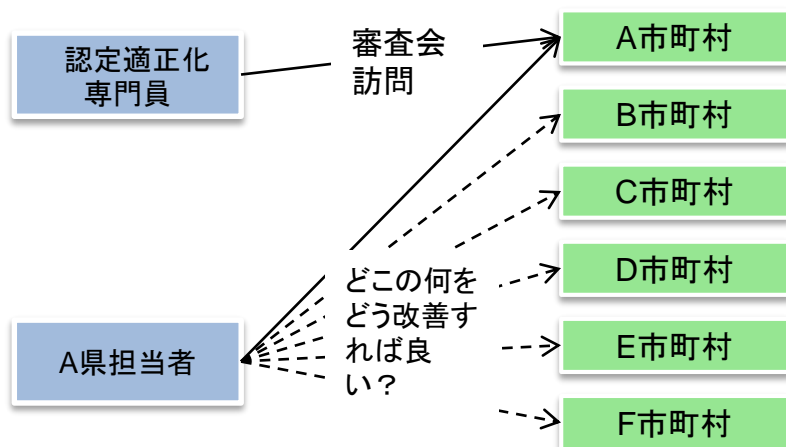 認定適正化
専門員
審査会
訪問
A市町村
B市町村
C市町村
D市町村
E市町村
F市町村
A県担当者
どこの何を
どう改善す
れば良
い？